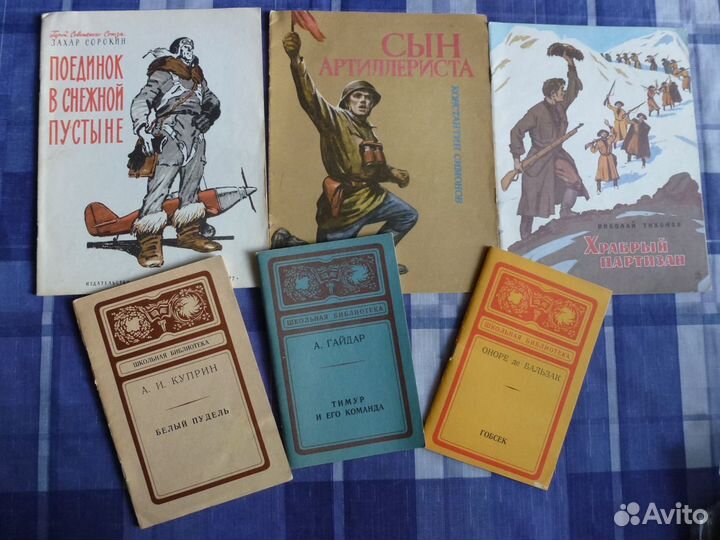 Герой Советского Союза
ЗАХАР СОРОКИН
ПОЕДИНОК
В СНЕЖНОЙ
ПУСТЫНЕ
СЫН
АРТИЛЛЕРИСТА
КОНСТАНТИН СИМОНОВ
НИКОЛАЙ ТИХОНОВ
ХРАБРЫЙ
ПАРТИЗАН
ШКОЛЬНАЯ БИБЛИОТЕКА
А. И. КУПРИН
БЕЛЫЙ ПУДЕЛЬ
ШКОЛЬНАЯ БИБЛИОТЕКА
А. ГАЙДАР
ТИМУР
И ЕГО КОМАНДА
ШКОЛЬНАЯ БИБЛИОТЕКА
ОНОРЕ де БАЛЬЗАК
ГОБСЕК
Avito